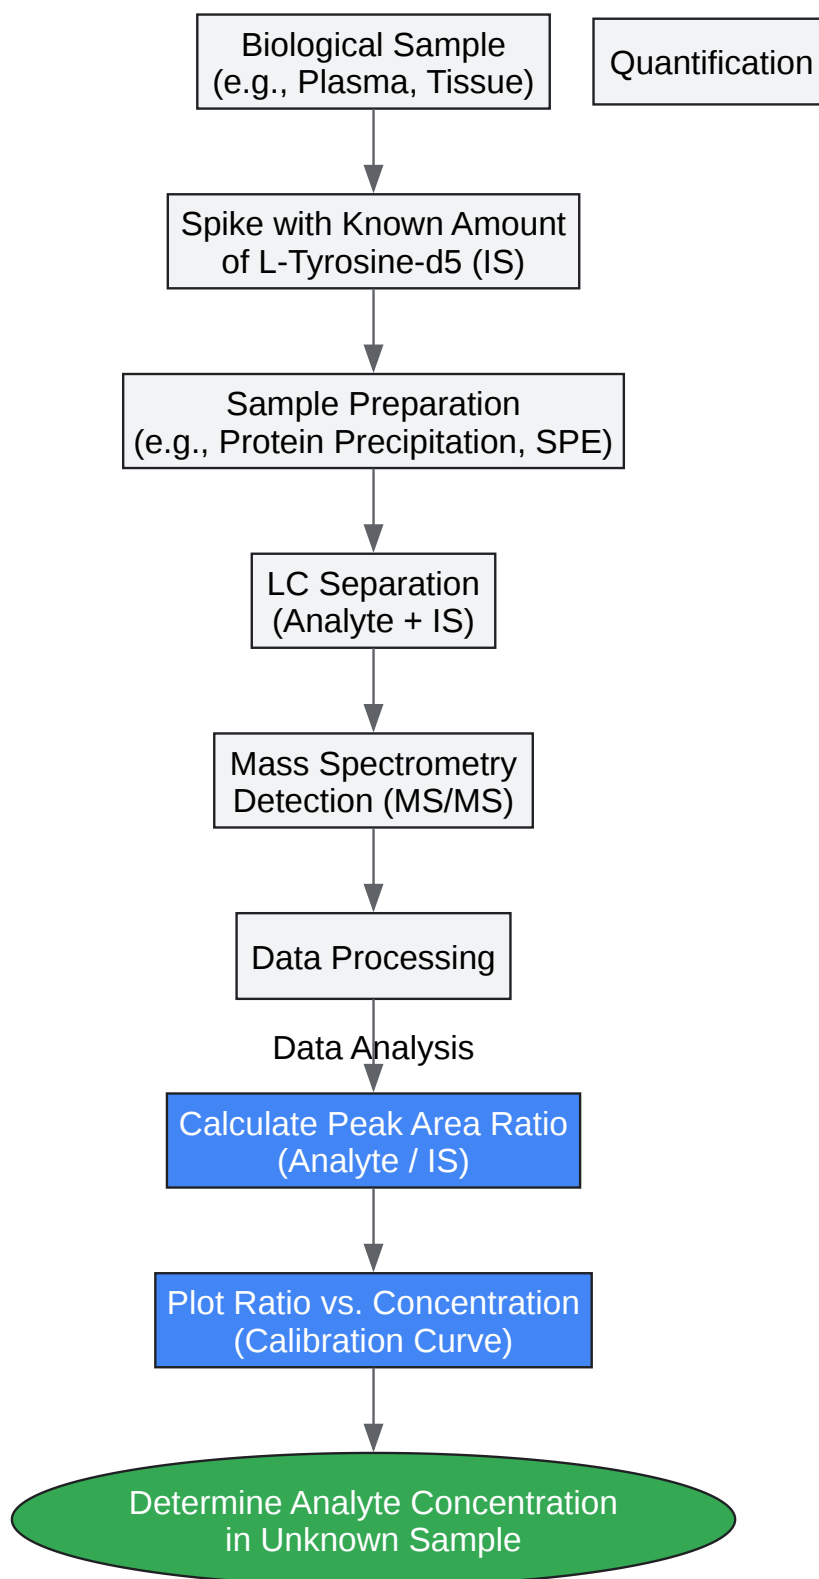 Biological Sample
(e.g., Plasma, Tissue)
Quantification
Spike with Known Amount
of L-Tyrosine-d5 (IS)
Sample Preparation
(e.g., Protein Precipitation, SPE)
LC Separation
(Analyte + IS)
Mass Spectrometry
Detection (MS/MS)
Data Processing
Data Analysis
Calculate Peak Area Ratio
(Analyte / IS)
Plot Ratio vs. Concentration
(Calibration Curve)
Determine Analyte Concentration
in Unknown Sample